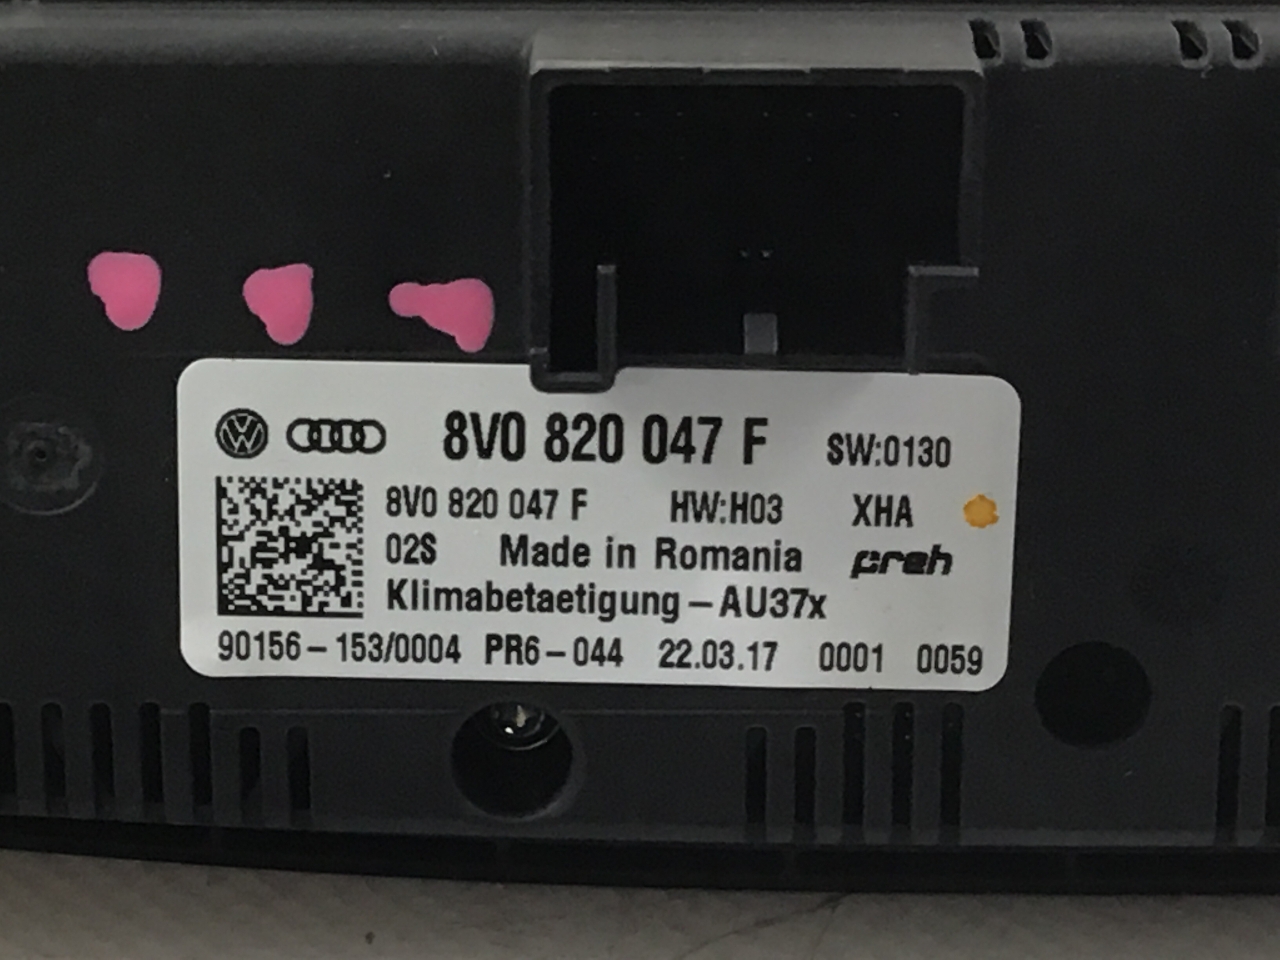 8V0 820 047 F SW:0130
8V0 820 047 F HW:H03 XHA
02S Made in Romania preh
Klimabetaetigung – AU37x
90156 – 153/0004 PR6 – 044 22.03.17 0001 0059